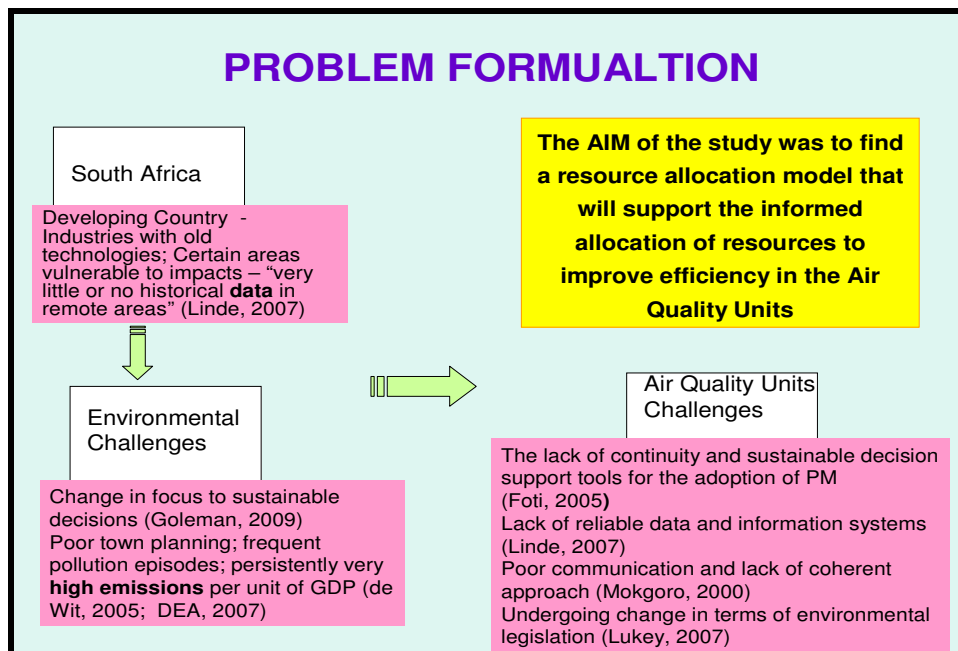 PROBLEM FORMUALTION
South Africa
Developing Country  -
Industries with old
technologies; Certain areas
vulnerable to impacts – “very
little or no historical data in
remote areas” (Linde, 2007)
Environmental
Challenges
Change in focus to sustainable
decisions (Goleman, 2009)
Poor town planning; frequent
pollution episodes; persistently very
high emissions per unit of GDP (de
Wit, 2005;  DEA, 2007)
The AIM of the study was to find
a resource allocation model that
will support the informed
allocation of resources to
improve efficiency in the Air
Quality Units
Air Quality Units
Challenges
The lack of continuity and sustainable decision
support tools for the adoption of PM
(Foti, 2005)
Lack of reliable data and information systems
(Linde, 2007)
Poor communication and lack of coherent
approach (Mokgoro, 2000)
Undergoing change in terms of environmental
legislation (Lukey, 2007)